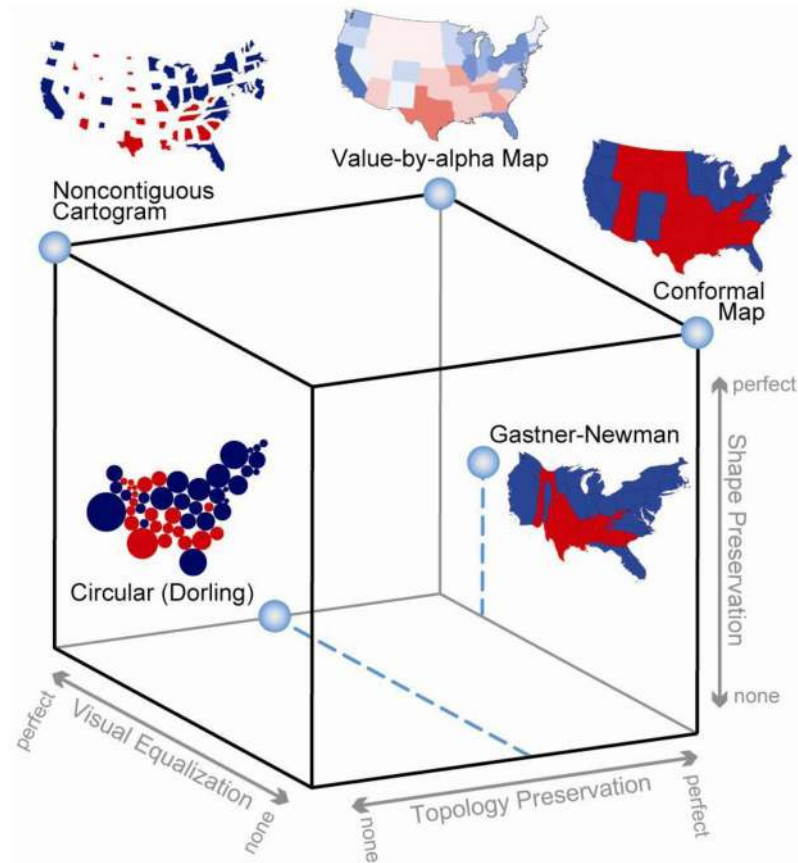 Value-by-alpha Map
Noncontiguous
Cartogram
Conformal
Map
perfect
Gastner-Newman
Shape Preservation
Circular (Dorling)
none
perfect
Visual Equalization
none
none
Topology Preservation
perfect